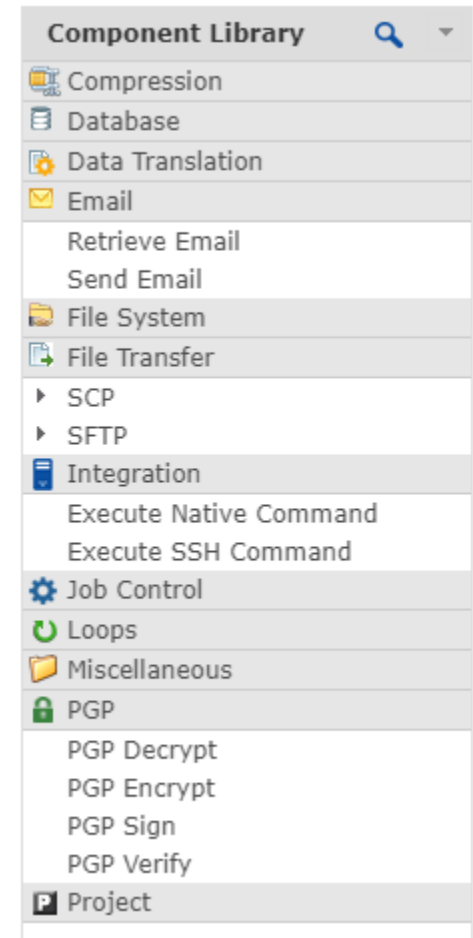 Component Library
Compression
Database
Data Translation
Email
Retrieve Email
Send Email
File System
File Transfer
SCP
SFTP
Integration
Execute Native Command
Execute SSH Command
Job Control
Loops
Miscellaneous
PGP
PGP Decrypt
PGP Encrypt
PGP Sign
PGP Verify
P Project